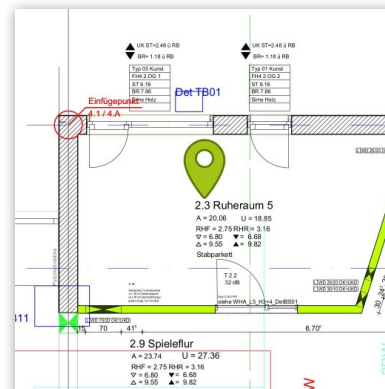 UK ST=2.48 ü RB
BR= 1.18 ü RB
UK ST=2.48 ü RB
BR= 1.18 ü RB
Typ 03 Kunst
FH4 2.OG 1
ST 9.16
BR 7.86
Sims Holz
Typ 01 Kunst
FH4 2.OG 2
ST 9.16
BR 7.86
Sims Holz
Det TB01
Einfügepunkt
4.1 / 4.A
2.3 Ruheraum 5
A = 20.06 U = 18.85
RHF = 2.75 RHR = 3.16
▽ = 6.80 ▼ = 6.68
△ = 9.55 ▲ = 9.82
Stabparkett
T 2.2
32 dB
siehe WHA_L5_H3+4_DetBS01
15 70 41⁵ 6.70⁵
2.9 Spieleflur
A = 23.74 U = 27.36
RHF = 2.75 RHR = 3.16
▽ = 6.80 ▼ = 6.68
△ = 9.55 ▲ = 9.82